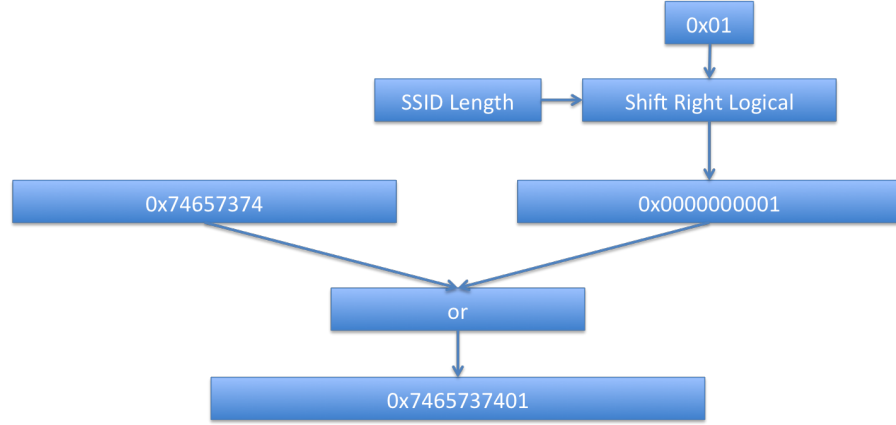 0x01
SSID Length
Shift Right Logical
0x74657374
0x0000000001
or
0x7465737401